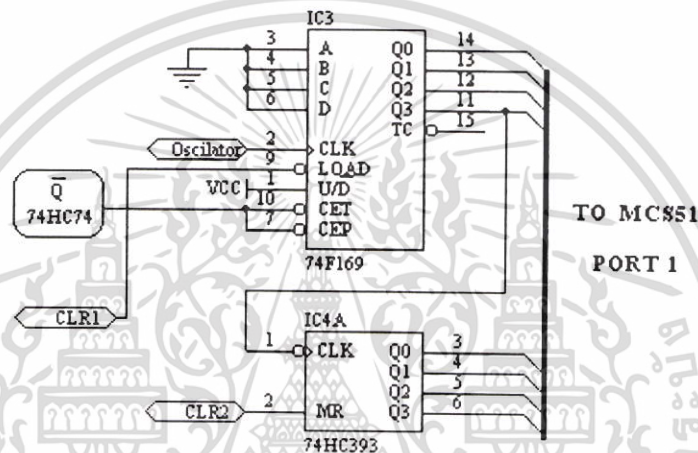 IC3
3 A Q0 14
4 B Q1 13
5 C Q2 12
6 D Q3 11
TC 15
Oscilator 2 CLK
9 LOAD
VCC 1 U/D
10 CET
7 CEP
74F169
Q
74HC74
TO MCS51
PORT 1
CLR1
IC4A
1 CLK Q0 3
Q1 4
Q2 5
CLR2 2 MR Q3 6
74HC393